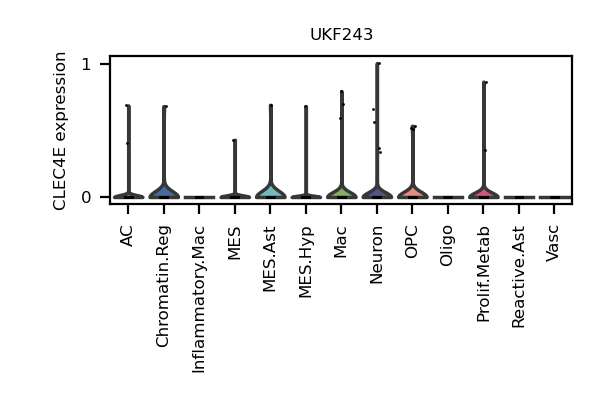 UKF243
CLEC4E expression
1
0
AC
Chromatin.Reg
Inflammatory.Mac
MES
MES.Ast
MES.Hyp
Mac
Neuron
OPC
Oligo
Prolif.Metab
Reactive.Ast
Vasc